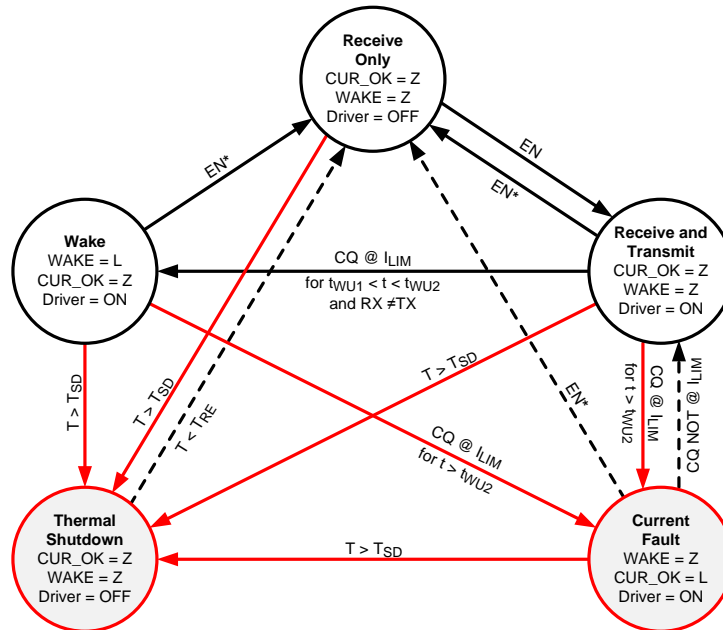 Receive
Only
CUR_OK = Z
WAKE = Z
Driver = OFF
EN*
EN
EN*
Wake
WAKE = L
CUR_OK = Z
Driver = ON
CQ @ ILIM
for tWU1 < t < tWU2
and RX ≠TX
Receive and
Transmit
CUR_OK = Z
WAKE = Z
Driver = ON
T > TSD
T > TSD
T < TRE
T > TSD
CQ @ ILIM
for t > tWU2
EN*
CQ @ ILIM
for t > tWU2
CQ NOT @ ILIM
Thermal
Shutdown
CUR_OK = Z
WAKE = Z
Driver = OFF
T > TSD
Current
Fault
WAKE = Z
CUR_OK = L
Driver = ON